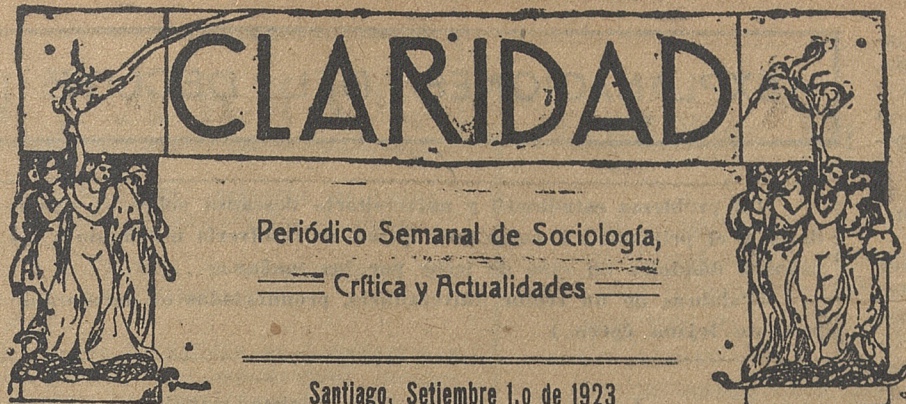 CLARIDAD
Periódico Semanal de Sociología,
Crítica y Actualidades
Santiago, Setiembre 1.o de 1923